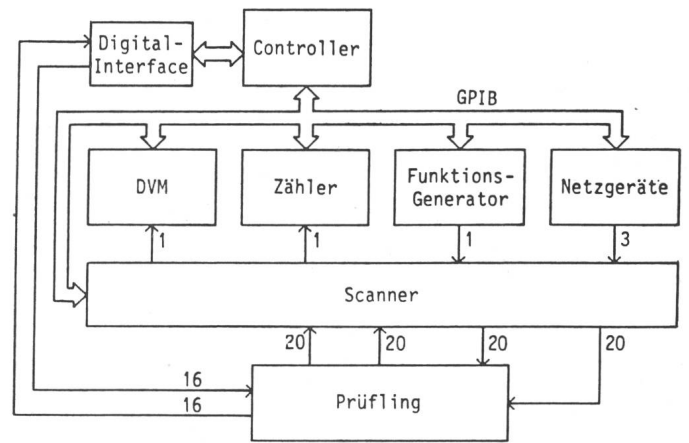 Digital-
Interface
Controller
GPIB
DVM
Zähler
Funktions-
Generator
Netzgeräte
1
1
1
3
Scanner
20
20
20
20
16
16
Prüfling